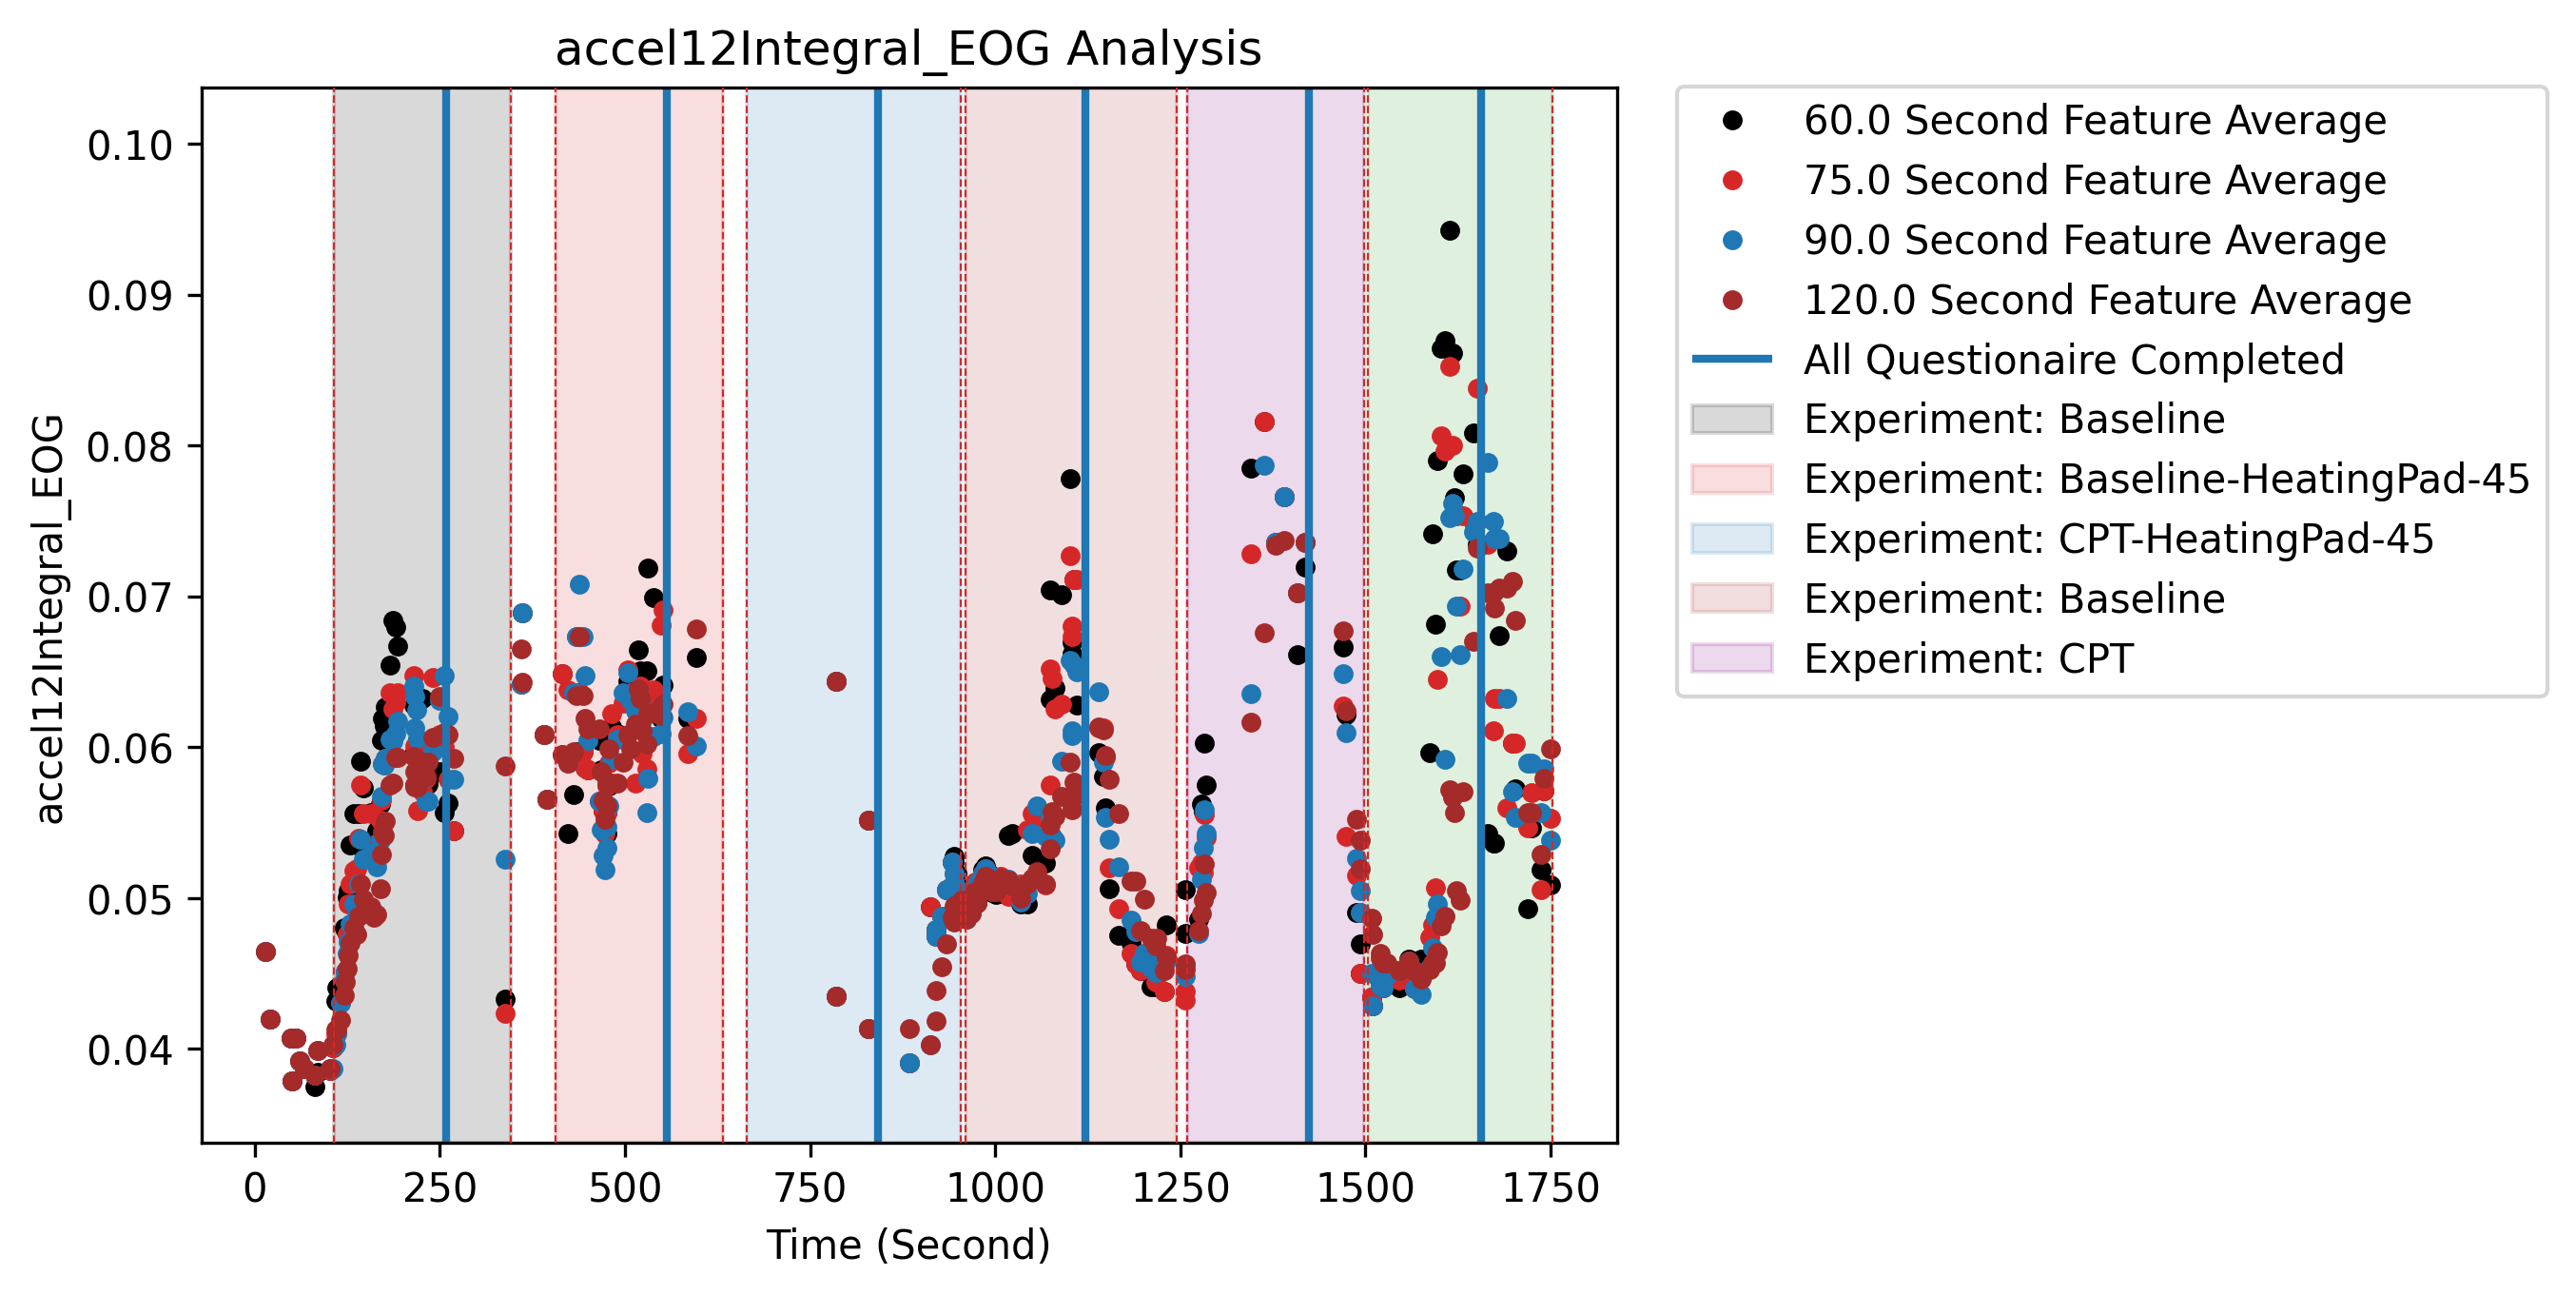 accel12Integral_EOG Analysis
accel12Integral_EOG
0.10
0.09
0.08
0.07
0.06
0.05
0.04
0 250 500 750 1000 1250 1500 1750
Time (Second)
60.0 Second Feature Average
75.0 Second Feature Average
90.0 Second Feature Average
120.0 Second Feature Average
All Questionaire Completed
Experiment: Baseline
Experiment: Baseline-HeatingPad-45
Experiment: CPT-HeatingPad-45
Experiment: Baseline
Experiment: CPT